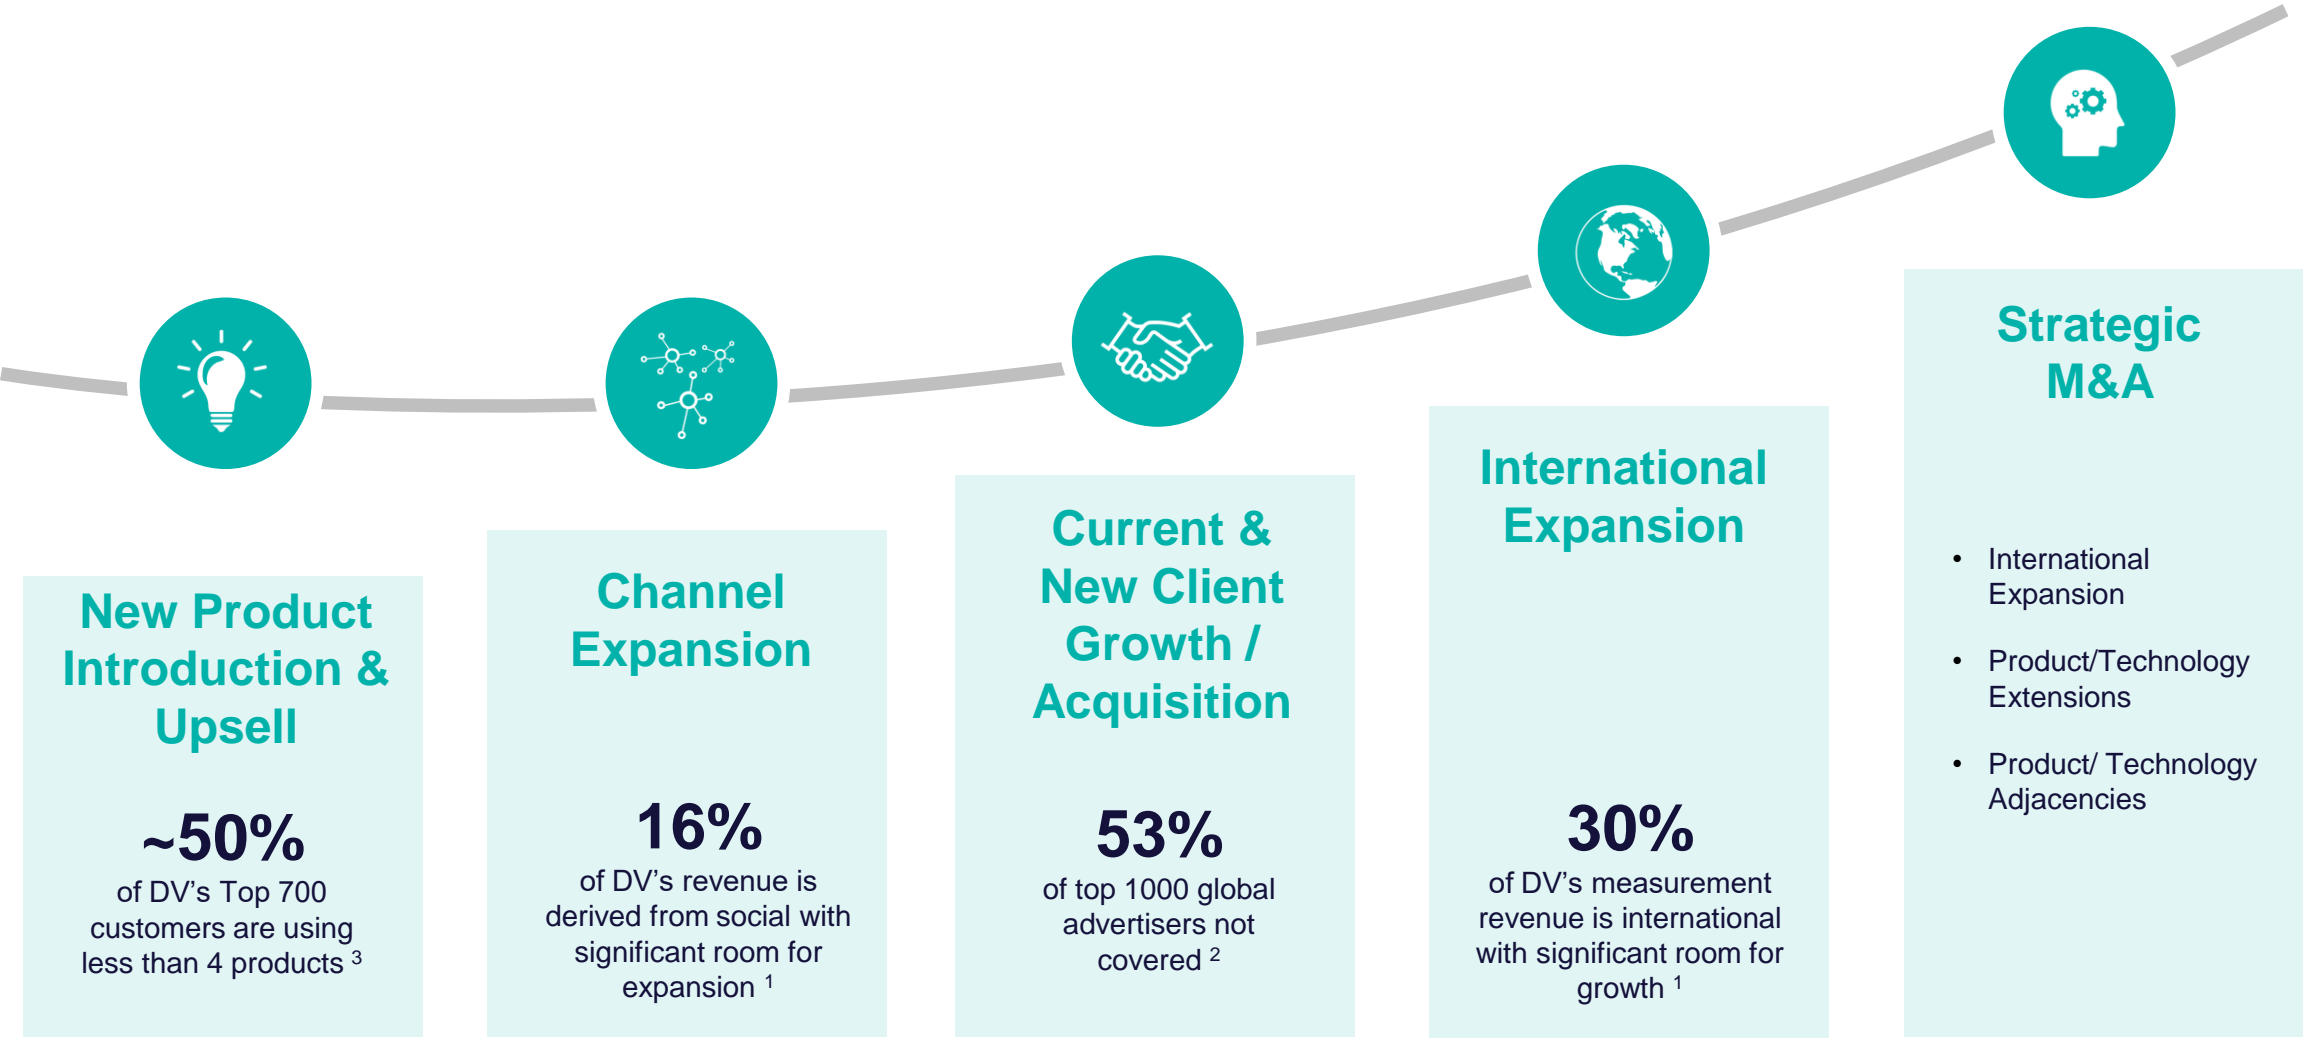 New Product
Introduction &
Upsell
~50%
of DV’s Top 700
customers are using
less than 4 products ³
Channel
Expansion
16%
of DV’s revenue is
derived from social with
significant room for
expansion ¹
Current &
New Client
Growth /
Acquisition
53%
of top 1000 global
advertisers not
covered ²
International
Expansion
30%
of DV’s measurement
revenue is international
with significant room for
growth ¹
Strategic
M&A
• International
Expansion
• Product/Technology
Extensions
• Product/ Technology
Adjacencies